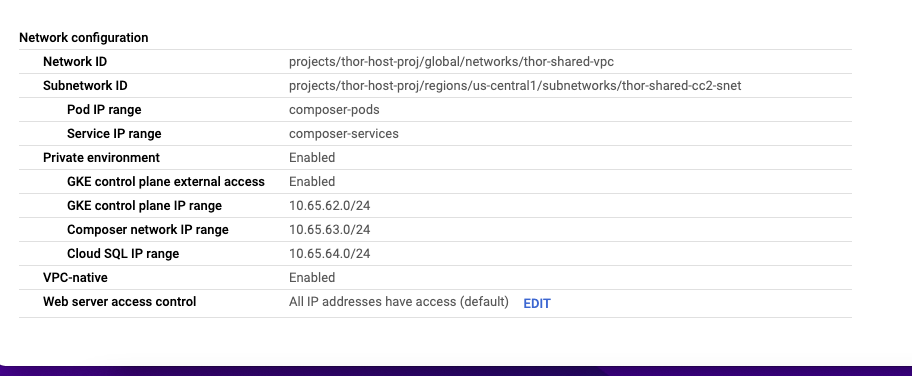 Network configuration
Network ID projects/thor-host-proj/global/networks/thor-shared-vpc
Subnetwork ID projects/thor-host-proj/regions/us-central1/subnetworks/thor-shared-cc2-snet
Pod IP range composer-pods
Service IP range composer-services
Private environment Enabled
GKE control plane external access Enabled
GKE control plane IP range 10.65.62.0/24
Composer network IP range 10.65.63.0/24
Cloud SQL IP range 10.65.64.0/24
VPC-native Enabled
Web server access control All IP addresses have access (default) EDIT